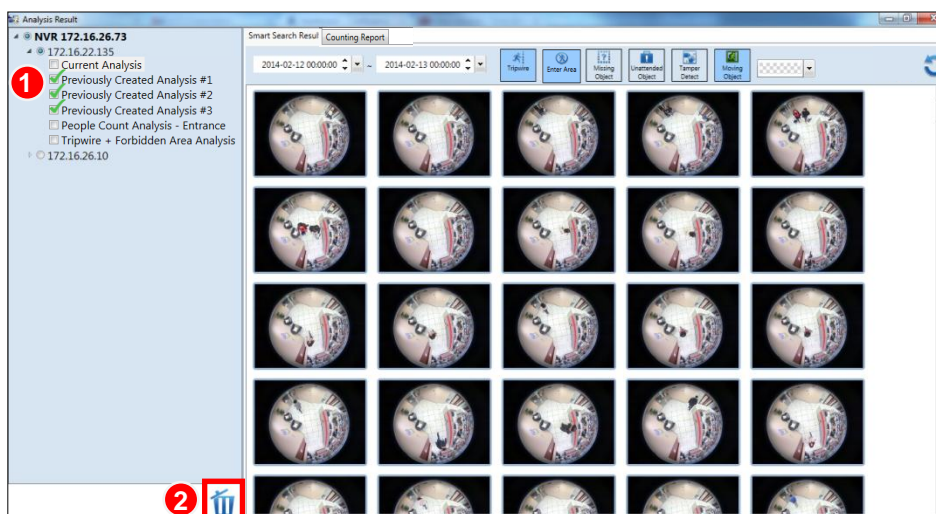 Analysis Result
NVR 172.16.26.73
172.16.22.135
Current Analysis
1
Previously Created Analysis #1
Previously Created Analysis #2
Previously Created Analysis #3
People Count Analysis - Entrance
Tripwire + Forbidden Area Analysis
172.16.26.10
2
Smart Search Resul
Counting Report
2014-02-12 00:00:00 ~ 2014-02-13 00:00:00
Tripwire
Enter Area
Missing
Object
Unattended
Object
Tamper
Detect
Moving
Object